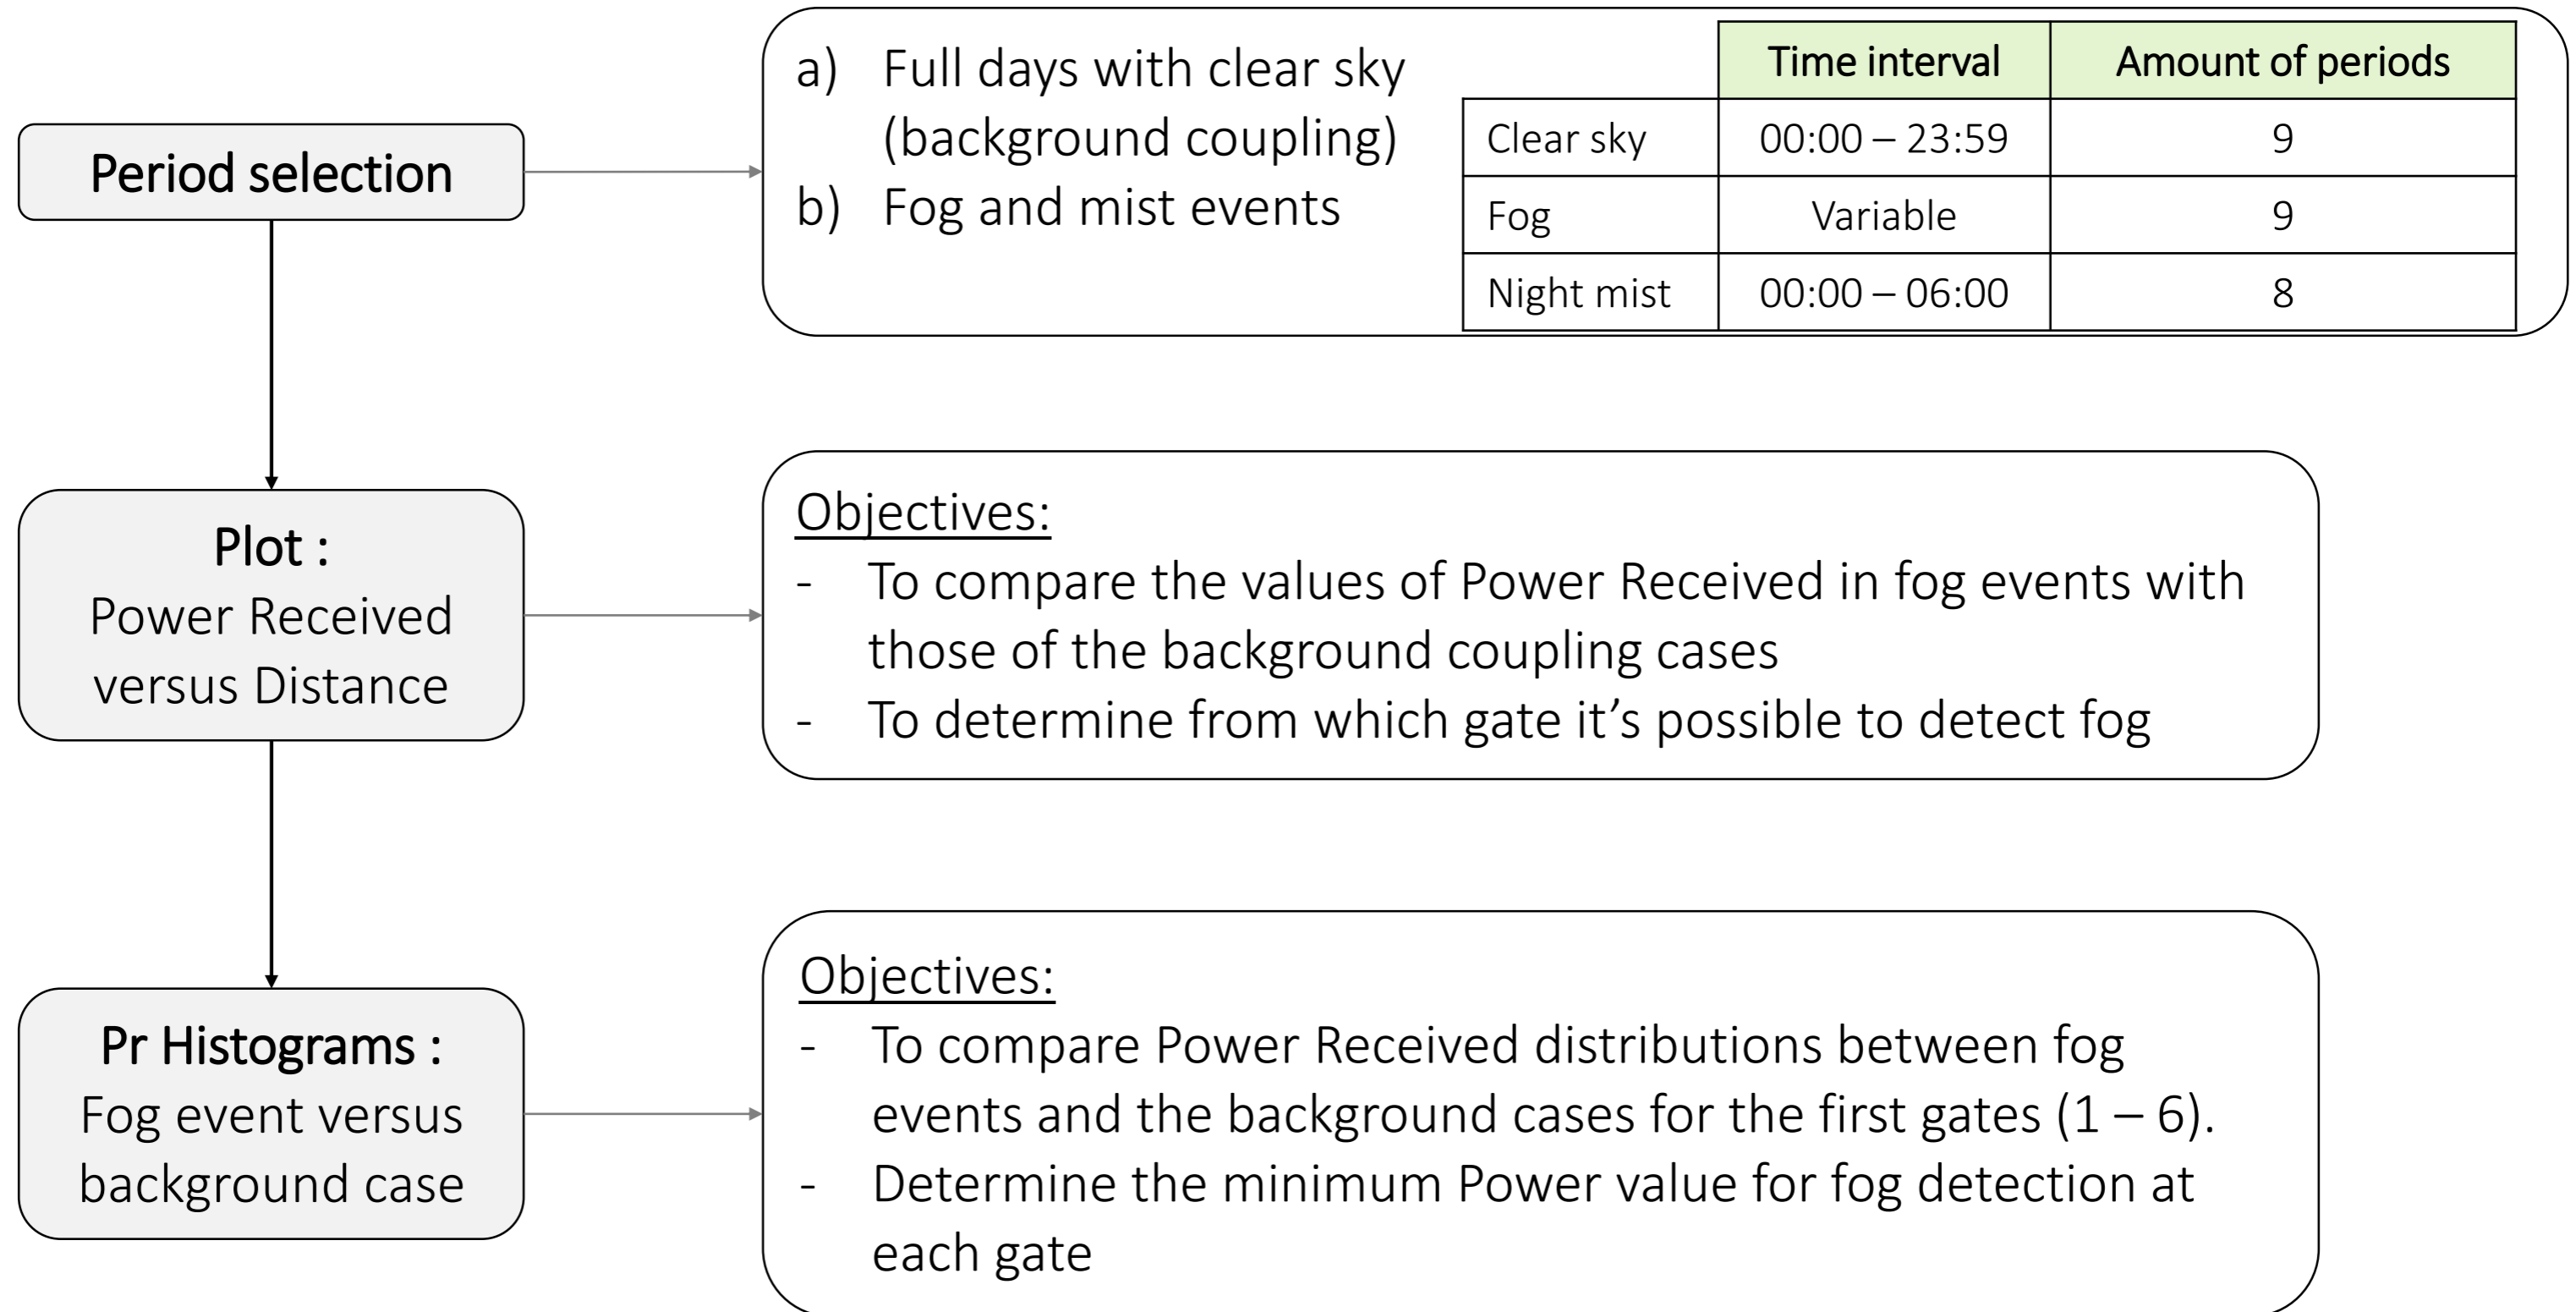 Period selection
a) Full days with clear sky
(background coupling)
b) Fog and mist events
Time interval Amount of periods
Clear sky 00:00 – 23:59 9
Fog Variable 9
Night mist 00:00 – 06:00 8
Plot :
Power Received
versus Distance
Objectives:
- To compare the values of Power Received in fog events with
those of the background coupling cases
- To determine from which gate it’s possible to detect fog
Pr Histograms :
Fog event versus
background case
Objectives:
- To compare Power Received distributions between fog
events and the background cases for the first gates (1 – 6).
- Determine the minimum Power value for fog detection at
each gate